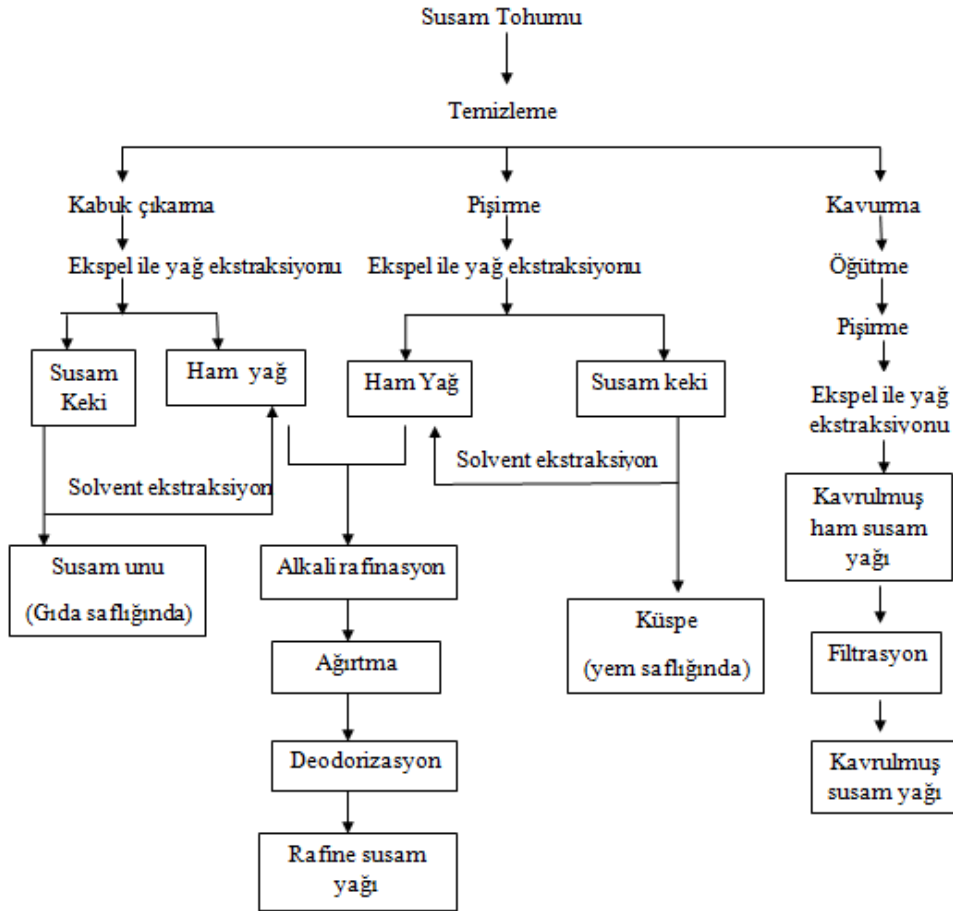 Susam Tohumu
Temizleme
Kabuk çıkarma
Pişirme
Kavurma
Ekspel ile yağ ekstraksiyonu
Ekspel ile yağ ekstraksiyonu
Öğütme
Pişirme
Susam
Keki
Ham yağ
Ham Yağ
Susam keki
Ekspel ile yağ
ekstraksiyonu
Solvent ekstraksiyon
Solvent ekstraksiyon
Kavrulmuş
ham susam
yağı
Susam unu
(Gıda saflığında)
Alkali rafinasyon
Küspe
(yem saflığında)
Ağırtma
Filtrasyon
Deodorizasyon
Kavrulmuş
susam yağı
Rafine susam
yağı